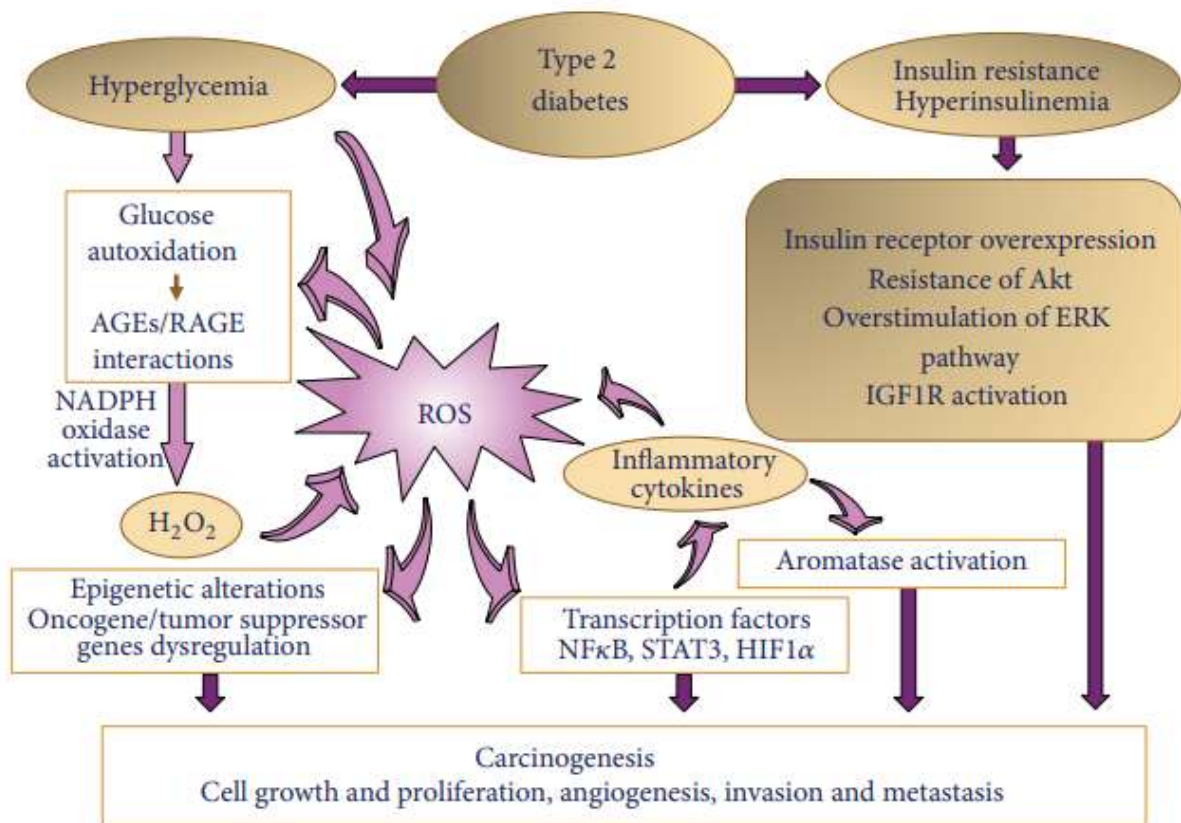 Type 2
diabetes
Hyperglycemia
Insulin resistance
Hyperinsulinemia
Glucose
autoxidation
AGEs/RAGE
interactions
NADPH
oxidase
activation
H₂O₂
Epigenetic alterations
Oncogene/tumor suppressor
genes dysregulation
ROS
Inflammatory
cytokines
Transcription factors
NFκB, STAT3, HIF1α
Aromatase activation
Insulin receptor overexpression
Resistance of Akt
Overstimulation of ERK
pathway
IGF1R activation
Carcinogenesis
Cell growth and proliferation, angiogenesis, invasion and metastasis